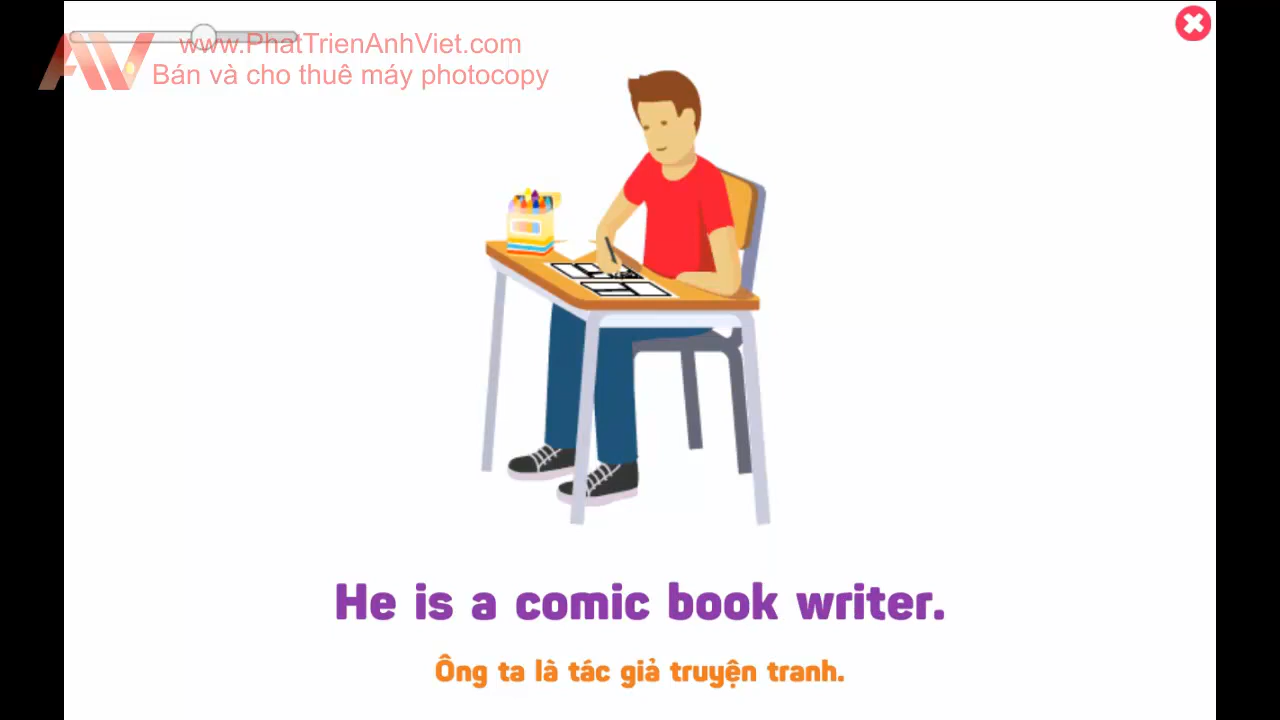 AV
www.PhatTrienAnhViet.com
Bán và cho thuê máy photocopy
He is a comic book writer.
Ông ta là tác giả truyện tranh.